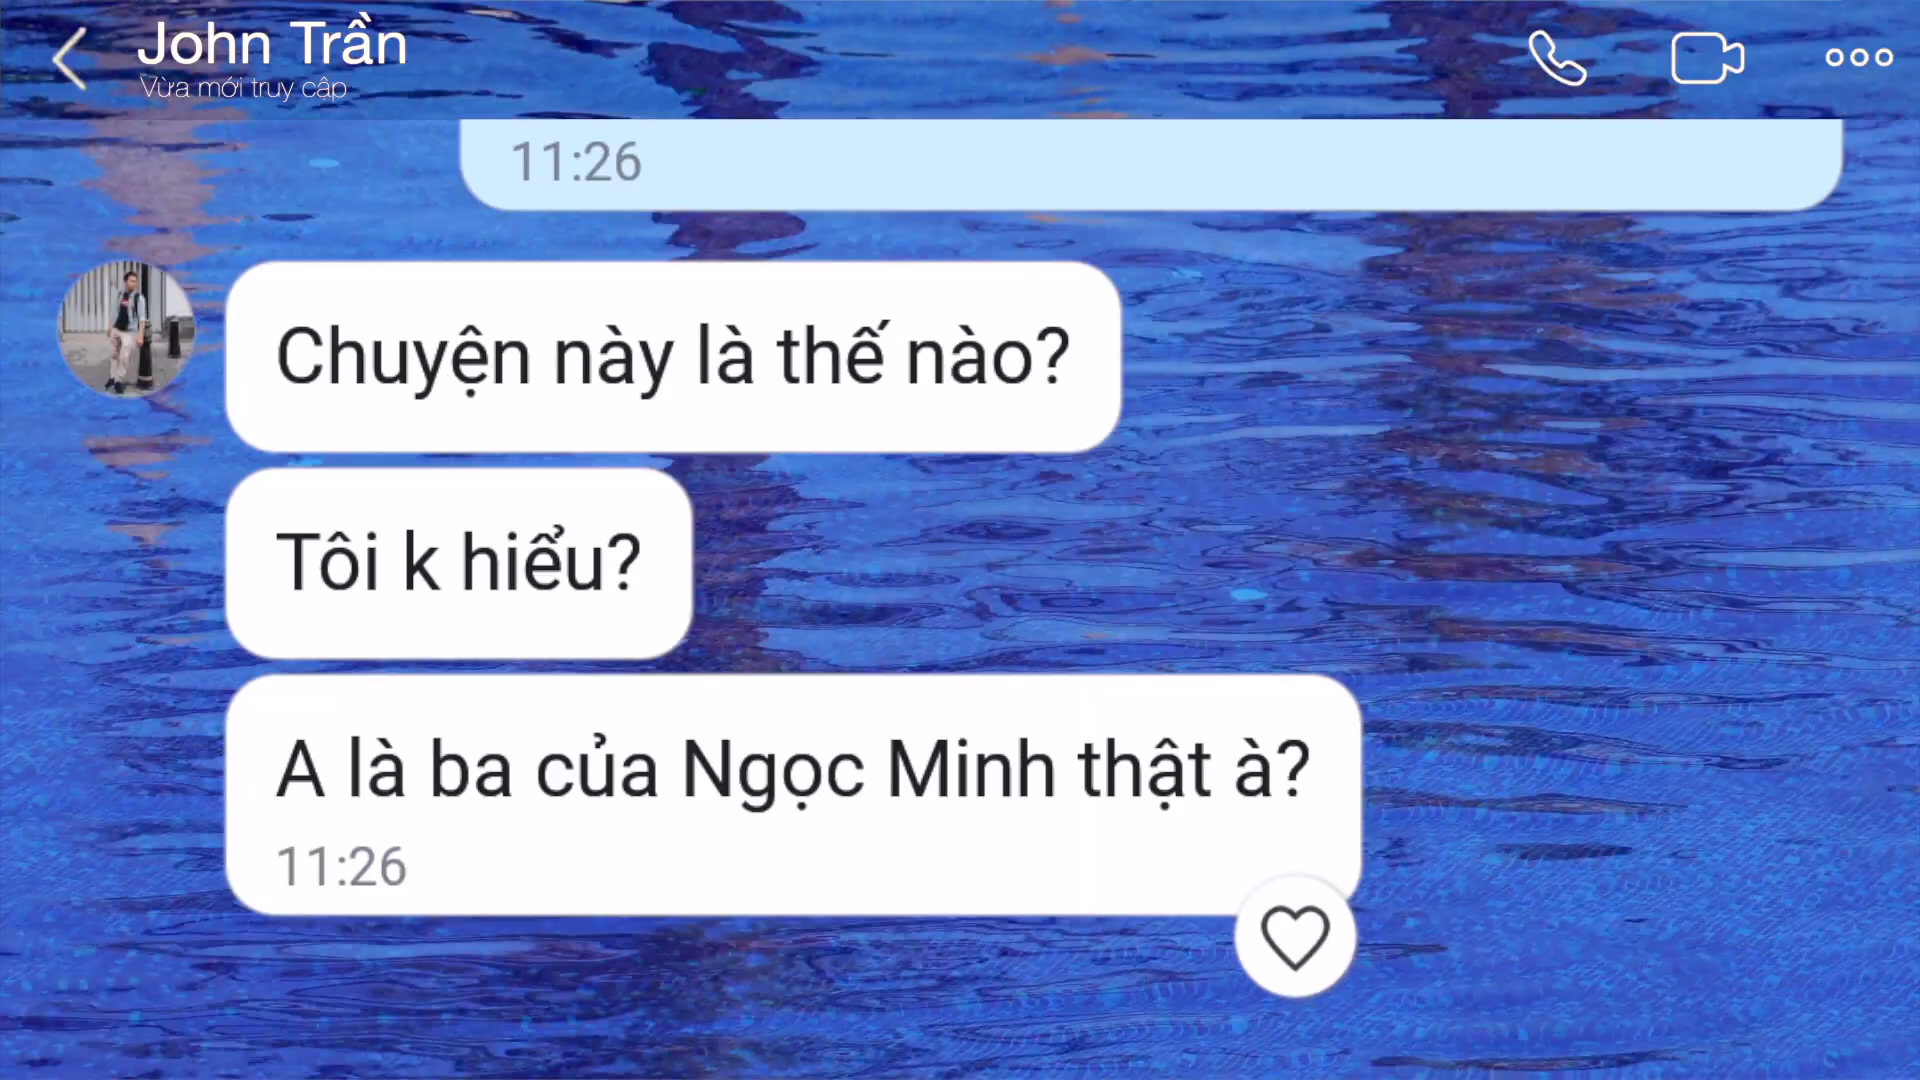 John Trần
Vừa mới truy cập
11:26
Chuyện này là thế nào?
Tôi k hiểu?
A là ba của Ngọc Minh thật à?
11:26